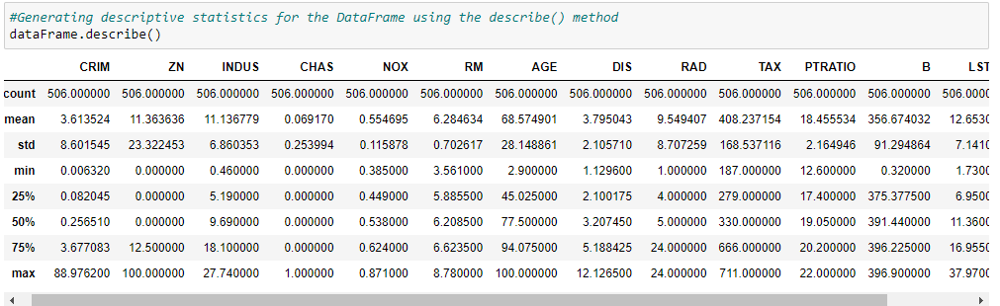 #Generating descriptive statistics for the DataFrame using the describe() method
dataFrame.describe()
CRIM ZN INDUS CHAS NOX RM AGE DIS RAD TAX PTRATIO B LST
count 506.000000 506.000000 506.000000 506.000000 506.000000 506.000000 506.000000 506.000000 506.000000 506.000000 506.000000 506.000000 506.0000
mean 3.613524 11.363636 11.136779 0.069170 0.554695 6.284634 68.574901 3.795043 9.549407 408.237154 18.455534 356.674032 12.6530
std 8.601545 23.322453 6.860353 0.253994 0.115878 0.702617 28.148861 2.105710 8.707259 168.537116 2.164946 91.294864 7.1410
min 0.006320 0.000000 0.460000 0.000000 0.385000 3.561000 2.900000 1.129600 1.000000 187.000000 12.600000 0.320000 1.7300
25% 0.082045 0.000000 5.190000 0.000000 0.449000 5.885500 45.025000 2.100175 4.000000 279.000000 17.400000 375.377500 6.9500
50% 0.256510 0.000000 9.690000 0.000000 0.538000 6.208500 77.500000 3.207450 5.000000 330.000000 19.050000 391.440000 11.3600
75% 3.677083 12.500000 18.100000 0.000000 0.624000 6.623500 94.075000 5.188425 24.000000 666.000000 20.200000 396.225000 16.9550
max 88.976200 100.000000 27.740000 1.000000 0.871000 8.780000 100.000000 12.126500 24.000000 711.000000 22.000000 396.900000 37.9700